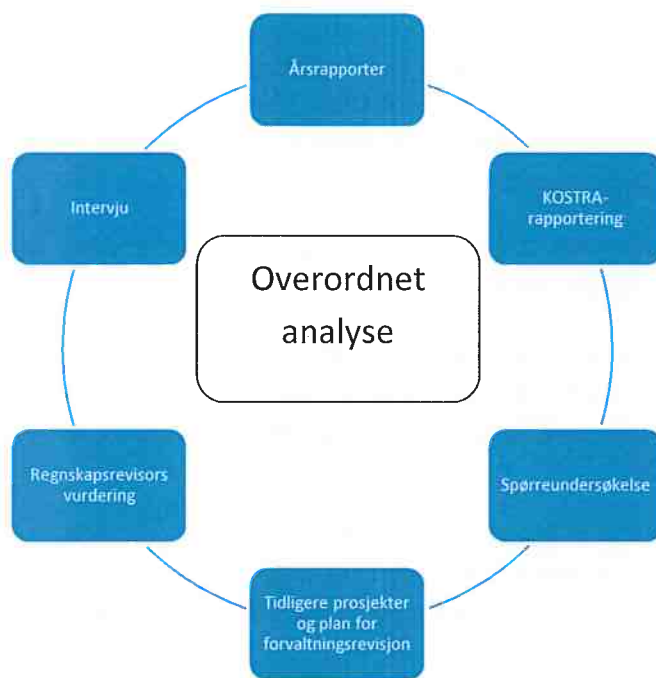 Årsrapporter
Intervju
KOSTRA-
rapportering
Overordnet
analyse
Regnskapsrevisors
vurdering
Spørreundersøkelse
Tidligere prosjekter
og plan for
forvaltningsrevisjon